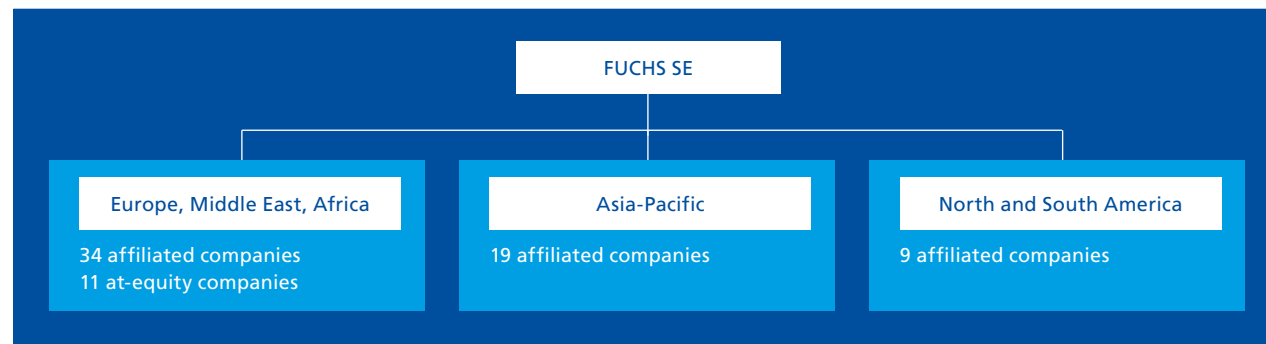 FUCHS SE
Europe, Middle East, Africa
34 affiliated companies
11 at-equity companies
Asia-Pacific
19 affiliated companies
North and South America
9 affiliated companies